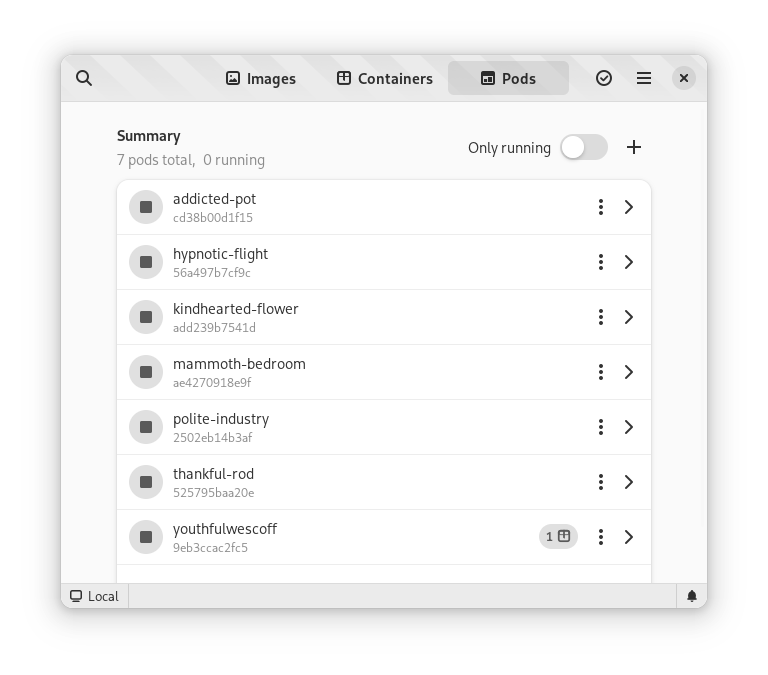 Images Containers Pods
Summary
7 pods total, 0 running
Only running
addicted-pot
cd38b00d1f15
hypnotic-flight
56a497b7cf9c
kindhearted-flower
add239b7541d
mammoth-bedroom
ae4270918e9f
polite-industry
2502eb14b3af
thankful-rod
525795baa20e
youthfulwescoff
9eb3ccac2fc5
1
Local